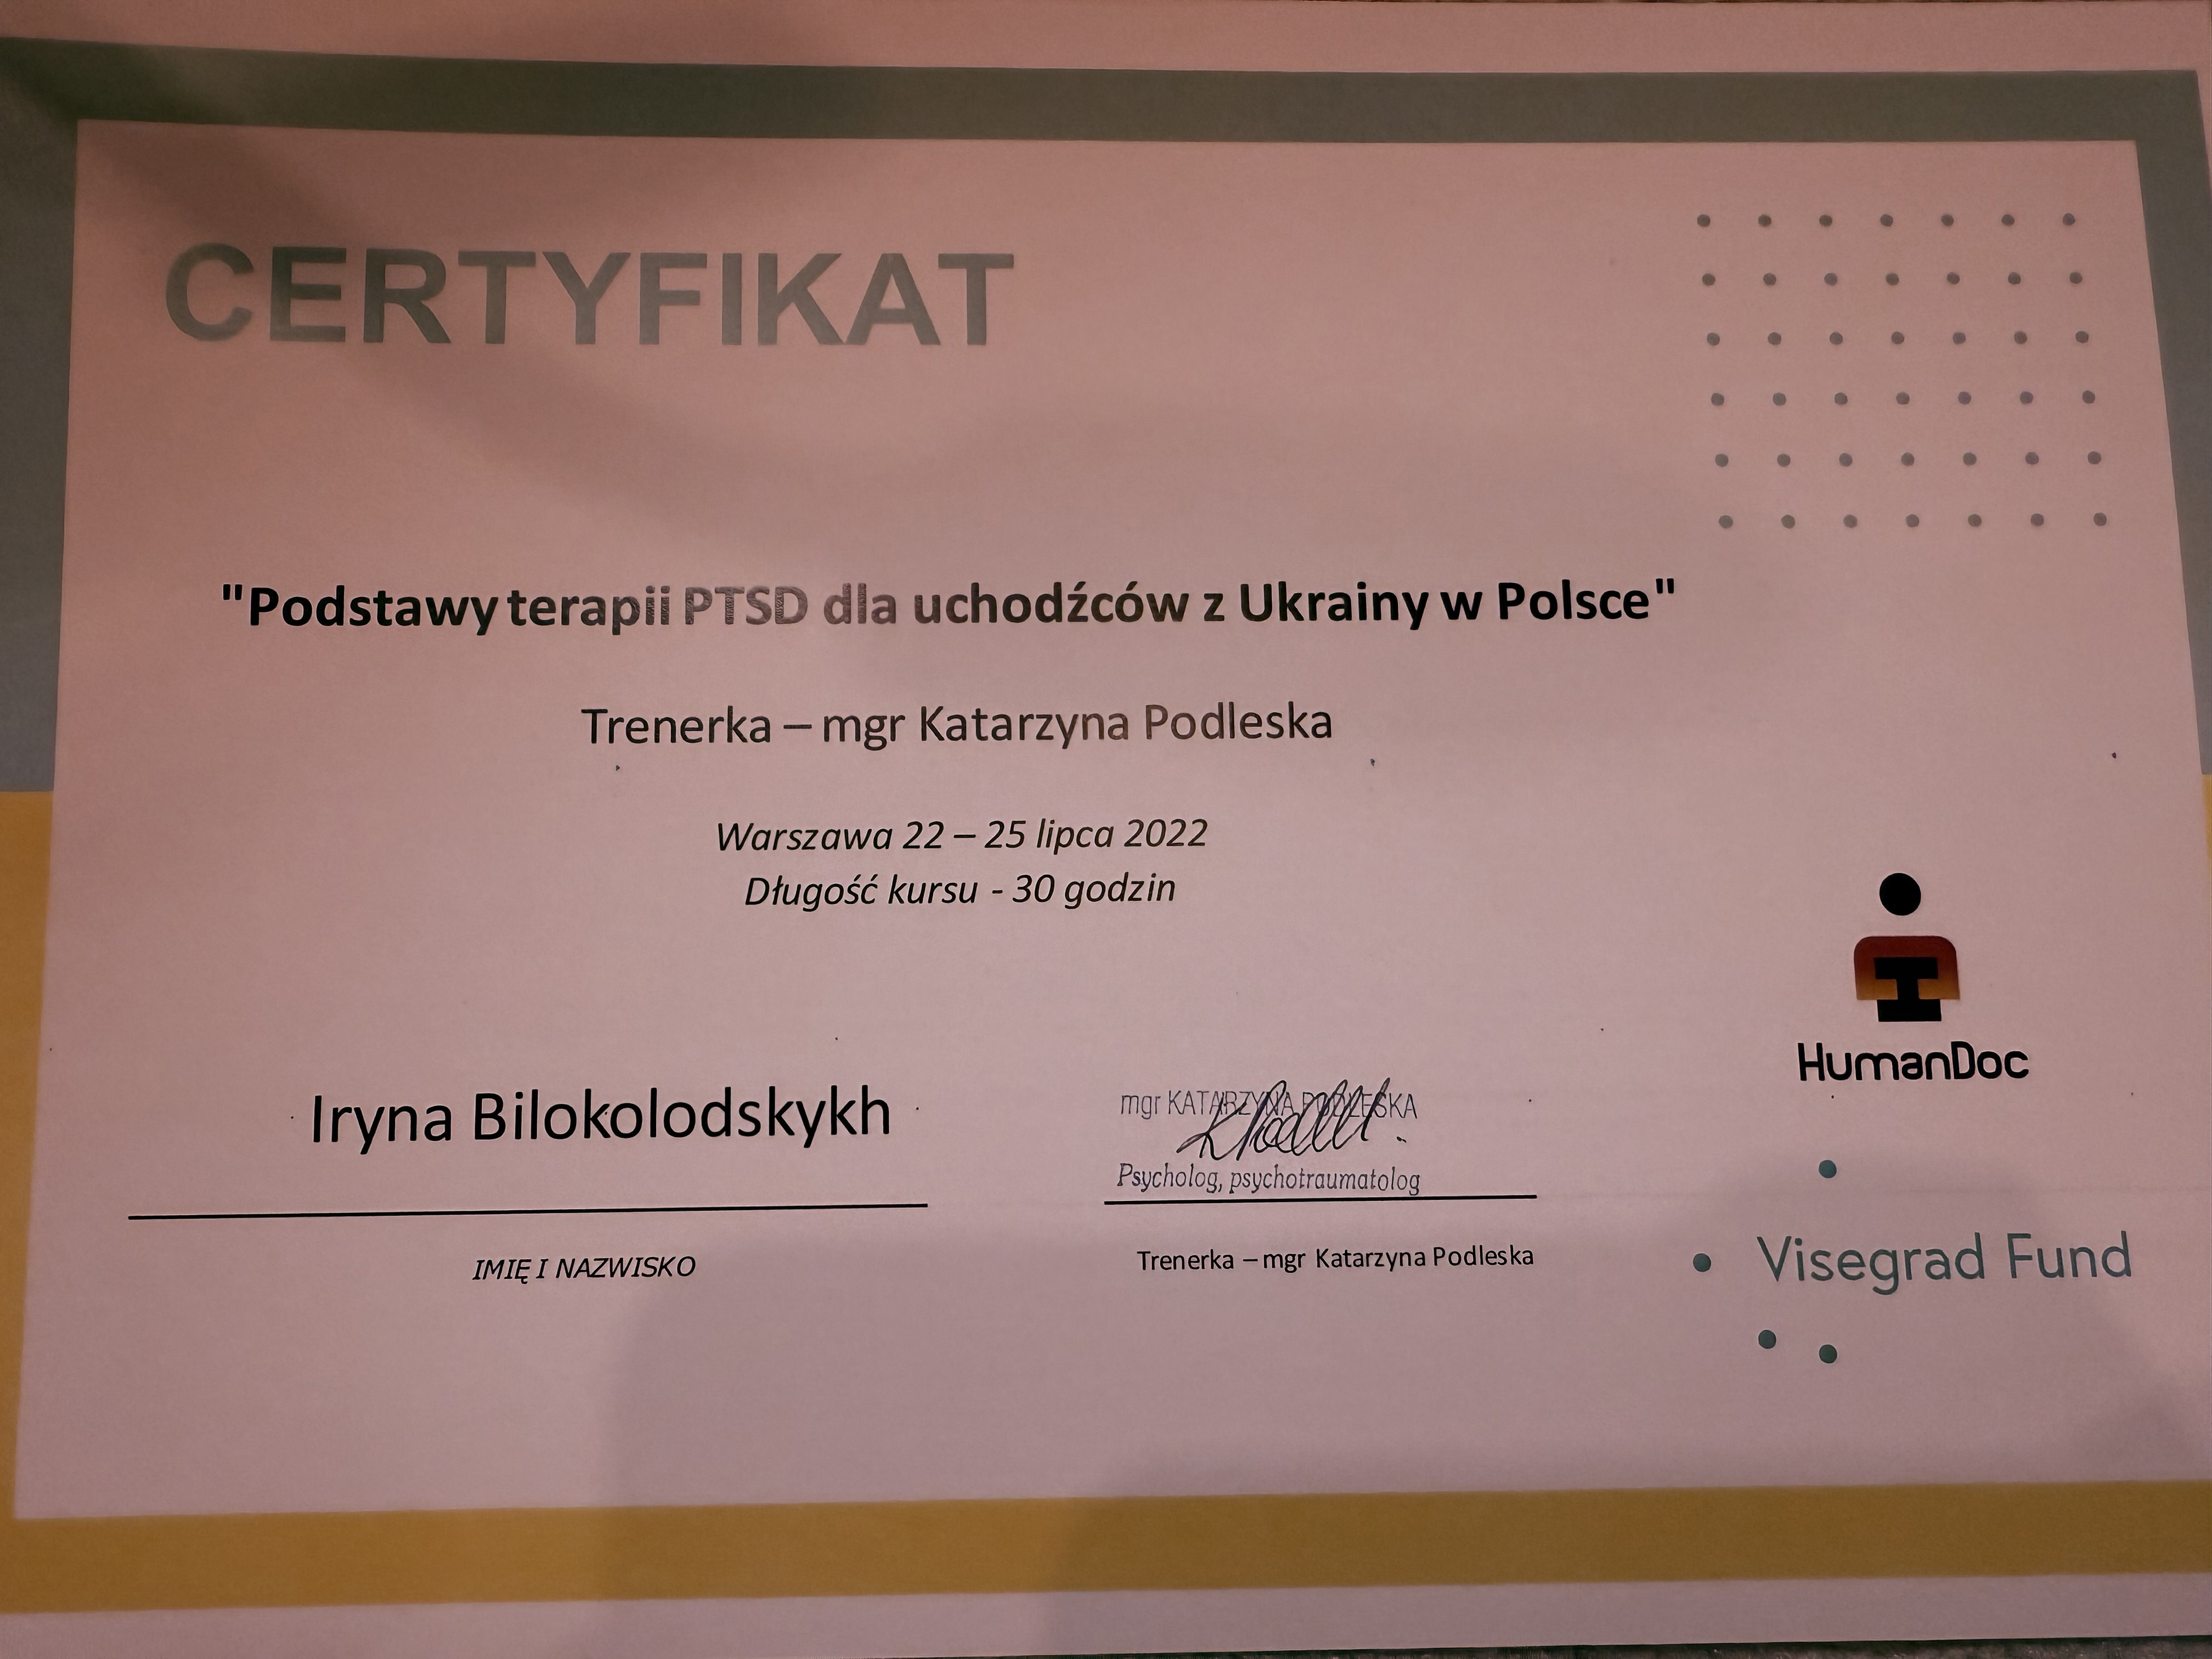 CERTYFIKAT
"Podstawy terapii PTSD dla uchodźców z Ukrainy w Polsce"
Trenerka – mgr Katarzyna Podleska
Warszawa 22 – 25 lipca 2022
Długość kursu - 30 godzin
HumanDoc
Iryna Bilokolodskykh
mgr KATARZYNA PODLESKA
Psycholog, psychotraumatolog
IMIĘ I NAZWISKO
Trenerka – mgr Katarzyna Podleska
Visegrad Fund